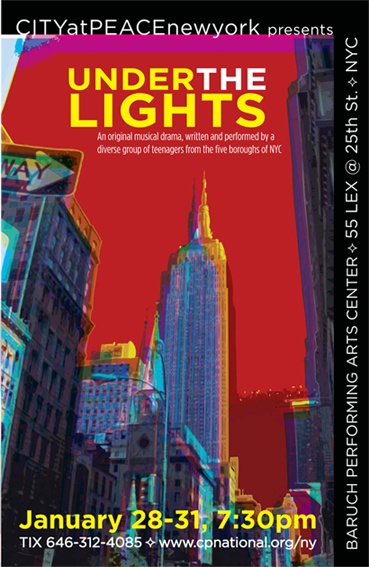 CITYatPEACEnewyork presents
UNDERTHE
LIGHTS
An original musical drama, written and performed by a
diverse group of teenagers from the five boroughs of NYC
WAY
BARUCH PERFORMING ARTS CENTER ✧ 55 LEX @ 25th St. ✧ NYC
January 28-31, 7:30pm
TIX 646-312-4085 ✧ www.cpnational.org/ny